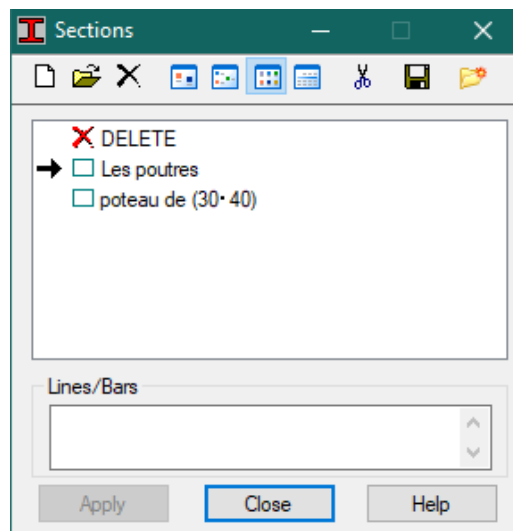 Sections
DELETE
Les poutres
poteau de (30*40)
Lines/Bars
Apply
Close
Help